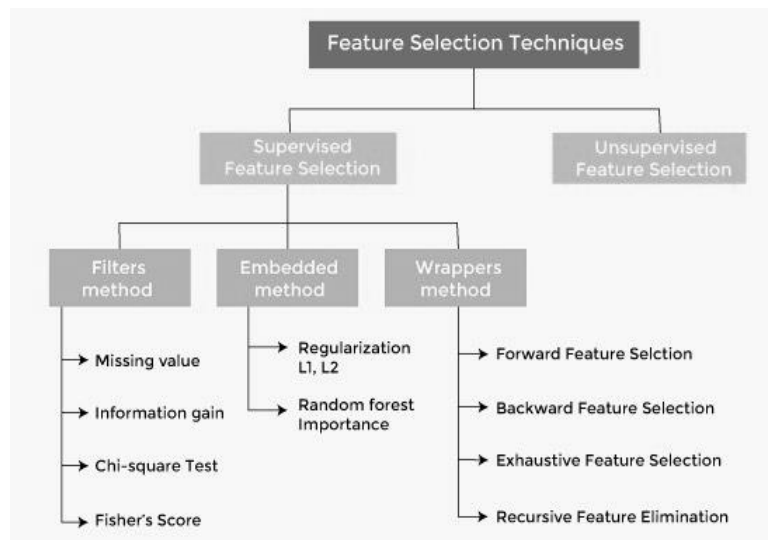 Feature Selection Techniques
Supervised
Feature Selection
Unsupervised
Feature Selection
Filters
method
Embedded
method
Wrappers
method
Missing value
Information gain
Chi-square Test
Fisher's Score
Regularization
L1, L2
Random forest
Importance
Forward Feature Selction
Backward Feature Selection
Exhaustive Feature Selection
Recursive Feature Elimination